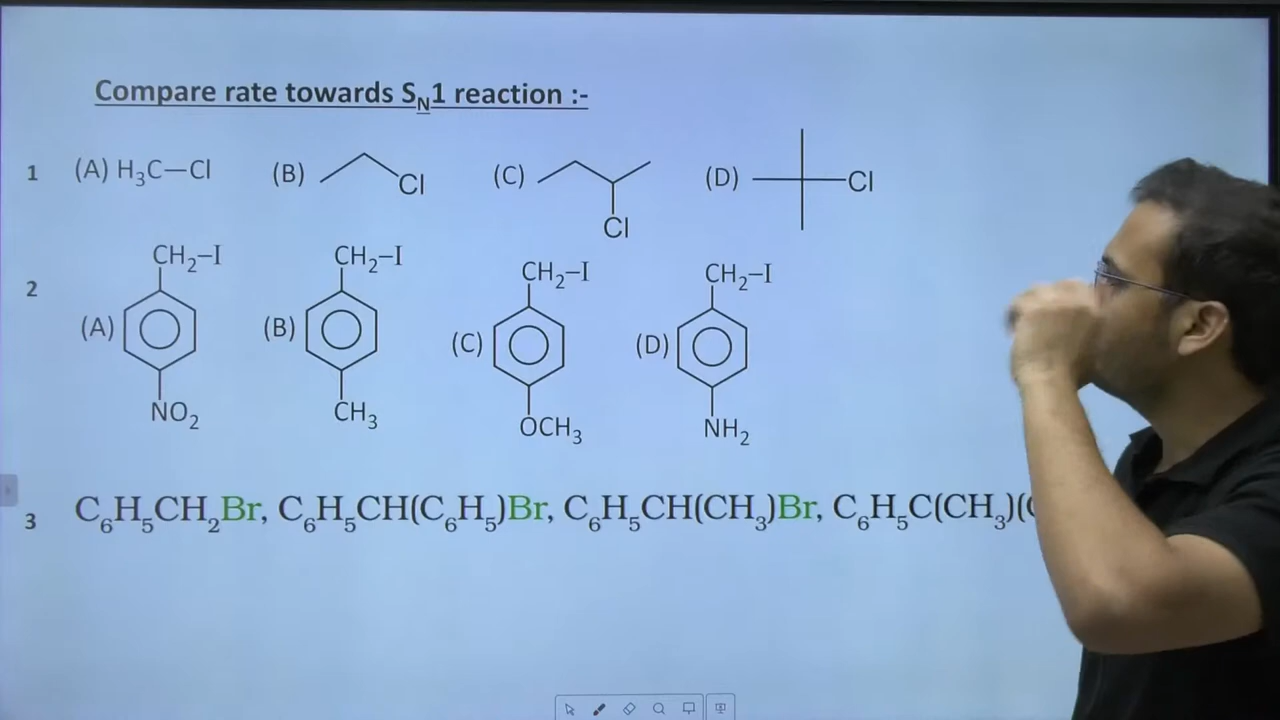 Compare rate towards S_N1 reaction :-
1 (A) H₃C—Cl (B) Cl (C) Cl (D) Cl
2 (A) CH₂–I NO₂ (B) CH₂–I CH₃ (C) CH₂–I OCH₃ (D) CH₂–I NH₂
3 C₆H₅CH₂Br, C₆H₅CH(C₆H₅)Br, C₆H₅CH(CH₃)Br, C₆H₅C(CH₃)(